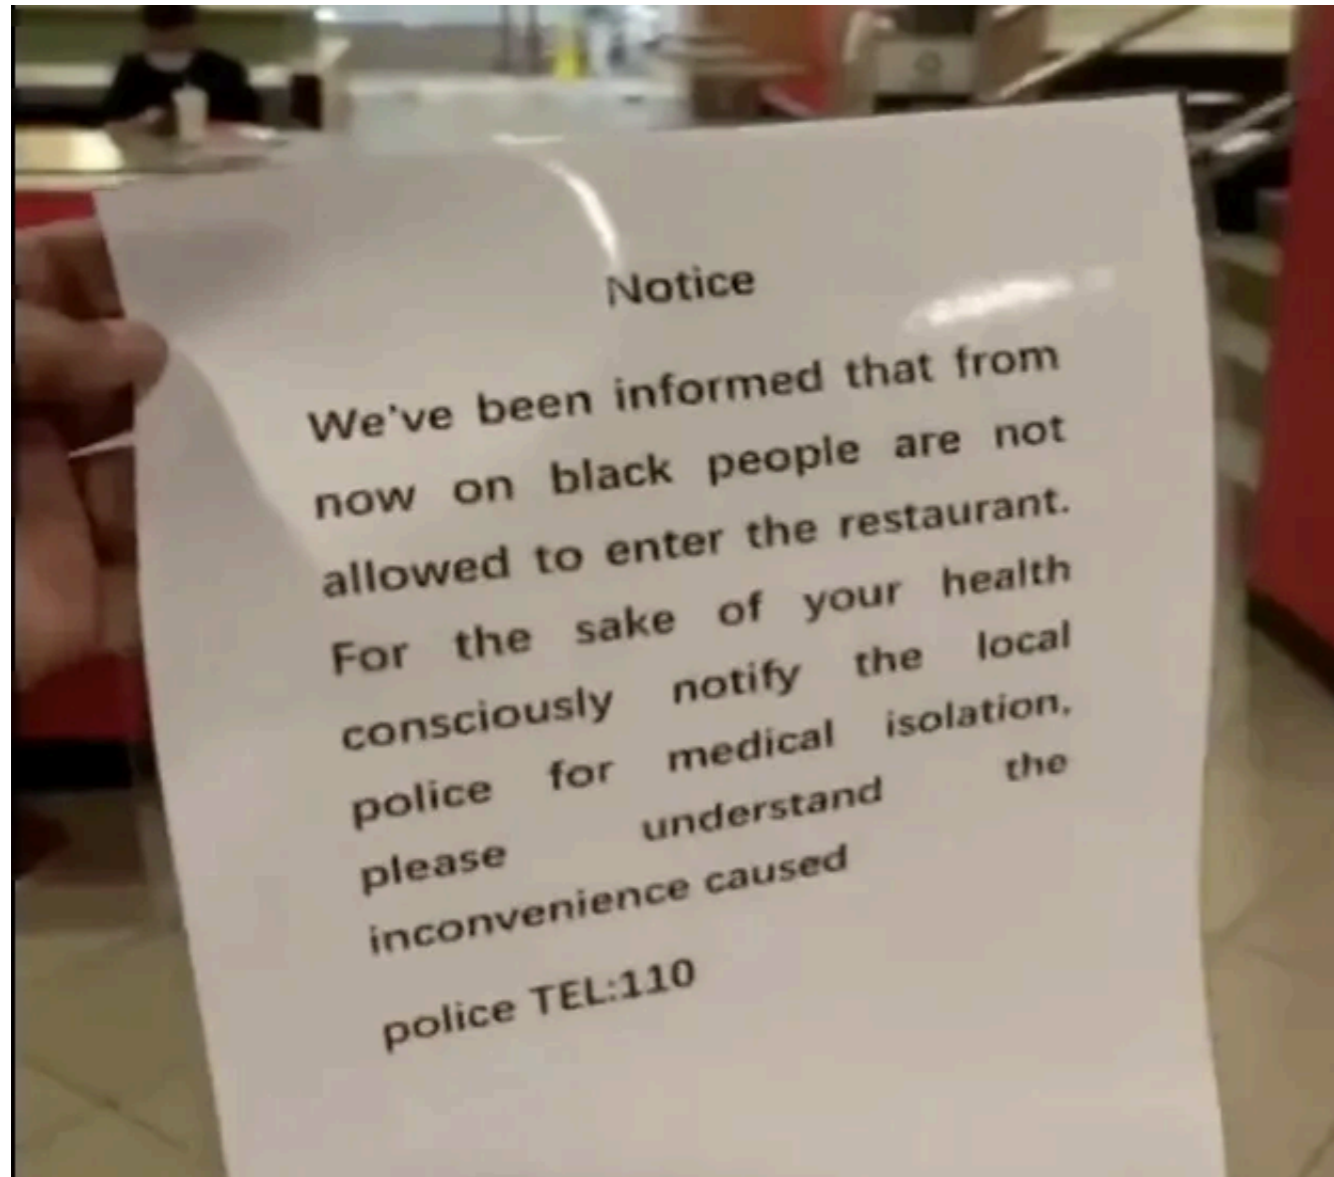 Notice
We've been informed that from
now on black people are not
allowed to enter the restaurant.
For the sake of your health
consciously notify the local
police for medical isolation,
please understand the
inconvenience caused
police TEL:110